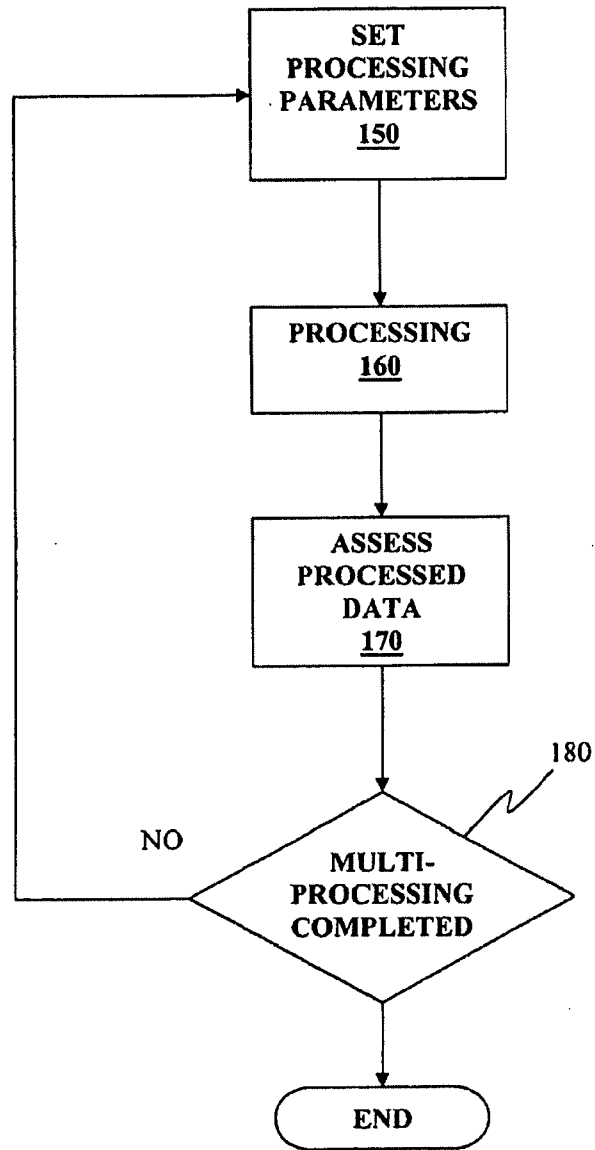 SET
PROCESSING
PARAMETERS
150
PROCESSING
160
ASSESS
PROCESSED
DATA
170
180
NO
MULTI-
PROCESSING
COMPLETED
END